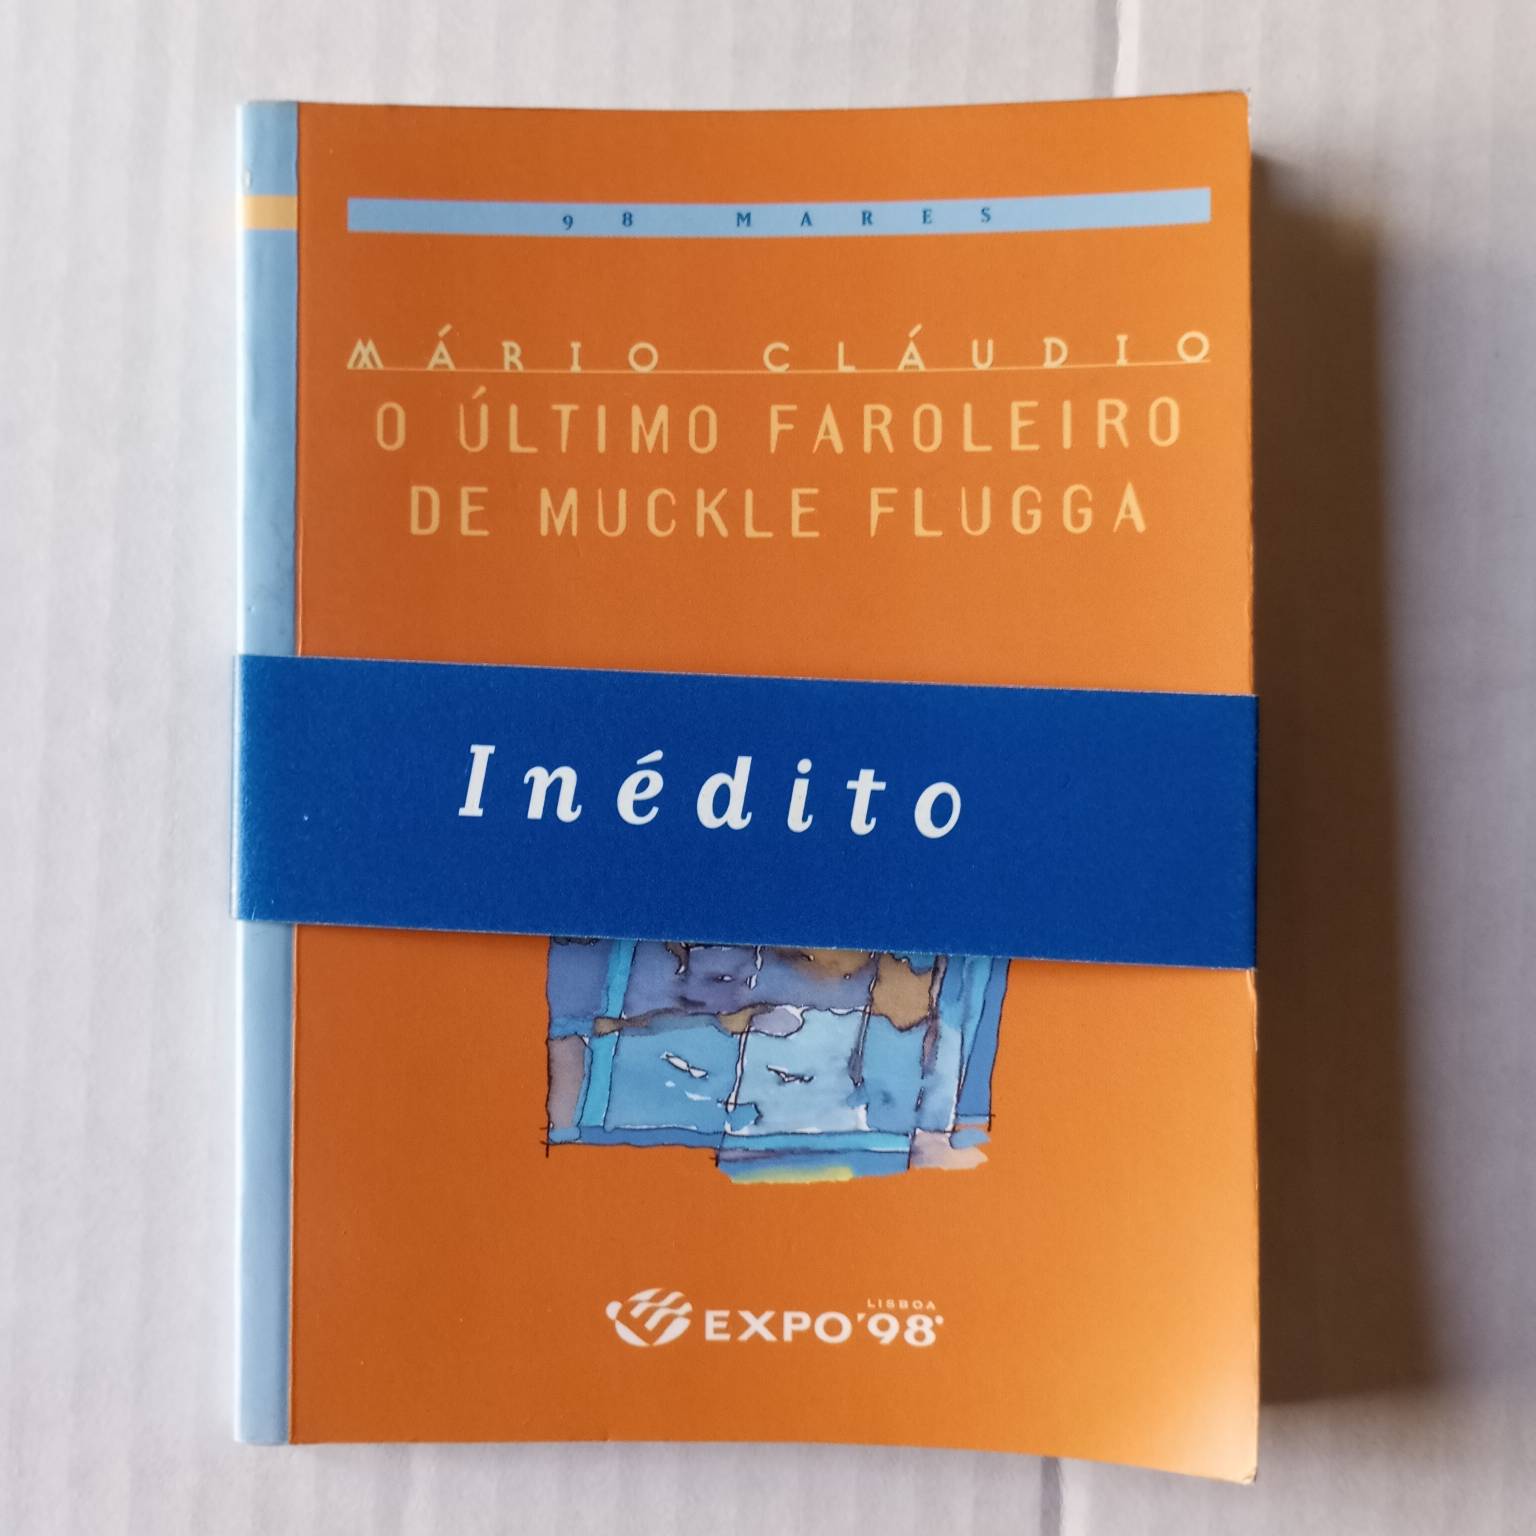 98 MARES
MÁRIO CLÁUDIO
O ÚLTIMO FAROLEIRO
DE MUCKLE FLUGGA
Inédito
LISBOA
EXPO'98